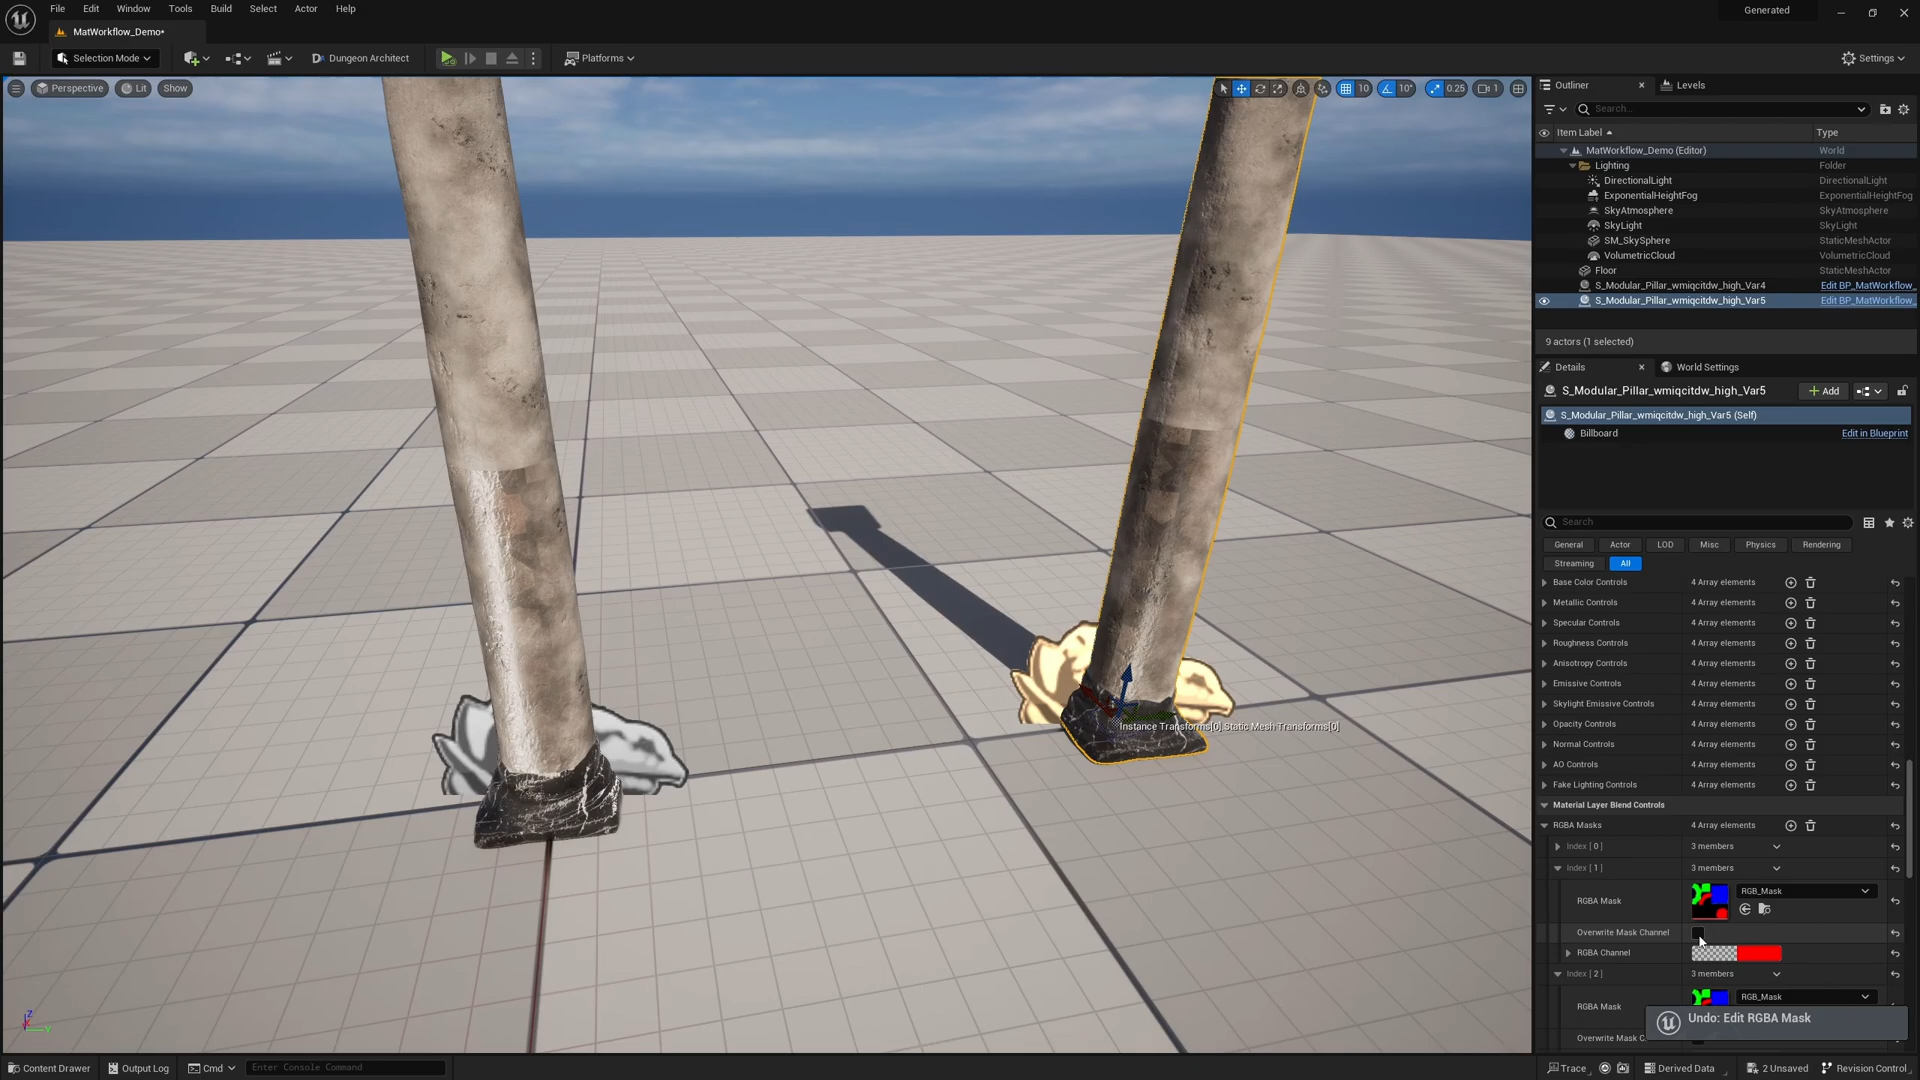 File Edit Window Tools Build Select Actor Help
Generated
MatWorkflow_Demo•
Selection Mode
Dungeon Architect
Platforms
Settings
Perspective
Lit
Show
10
10°
0.25
1
Outliner
Levels
Search...
Item Label
Type
MatWorkflow_Demo (Editor) World
Lighting Folder
DirectionalLight DirectionalLight
ExponentialHeightFog ExponentialHeightFog
SkyAtmosphere SkyAtmosphere
SkyLight SkyLight
SM_SkySphere StaticMeshActor
VolumetricCloud VolumetricCloud
Floor StaticMeshActor
S_Modular_Pillar_wmiqcitdw_high_Var4 Edit BP_MatWorkflow_
S_Modular_Pillar_wmiqcitdw_high_Var5 Edit BP_MatWorkflow_
9 actors (1 selected)
Details
World Settings
S_Modular_Pillar_wmiqcitdw_high_Var5
Add
S_Modular_Pillar_wmiqcitdw_high_Var5 (Self)
Billboard Edit in Blueprint
Search
General Actor LOD Misc Physics Rendering
Streaming All
Base Color Controls 4 Array elements
Metallic Controls 4 Array elements
Specular Controls 4 Array elements
Roughness Controls 4 Array elements
Anisotropy Controls 4 Array elements
Emissive Controls 4 Array elements
Skylight Emissive Controls 4 Array elements
Opacity Controls 4 Array elements
Normal Controls 4 Array elements
AO Controls 4 Array elements
Fake Lighting Controls 4 Array elements
Material Layer Blend Controls
RGBA Masks 4 Array elements
Index [ 0 ] 3 members
Index [ 1 ] 3 members
RGBA Mask RGB_Mask
Overwrite Mask Channel
RGBA Channel
Index [ 2 ] 3 members
RGBA Mask RGB_Mask
Overwrite Mask C
Undo: Edit RGBA Mask
Instance Transforms[0].Static Mesh Transforms[0]
Z
Y
Content Drawer
Output Log
Cmd
Enter Console Command
Trace
Derived Data
2 Unsaved
Revision Control